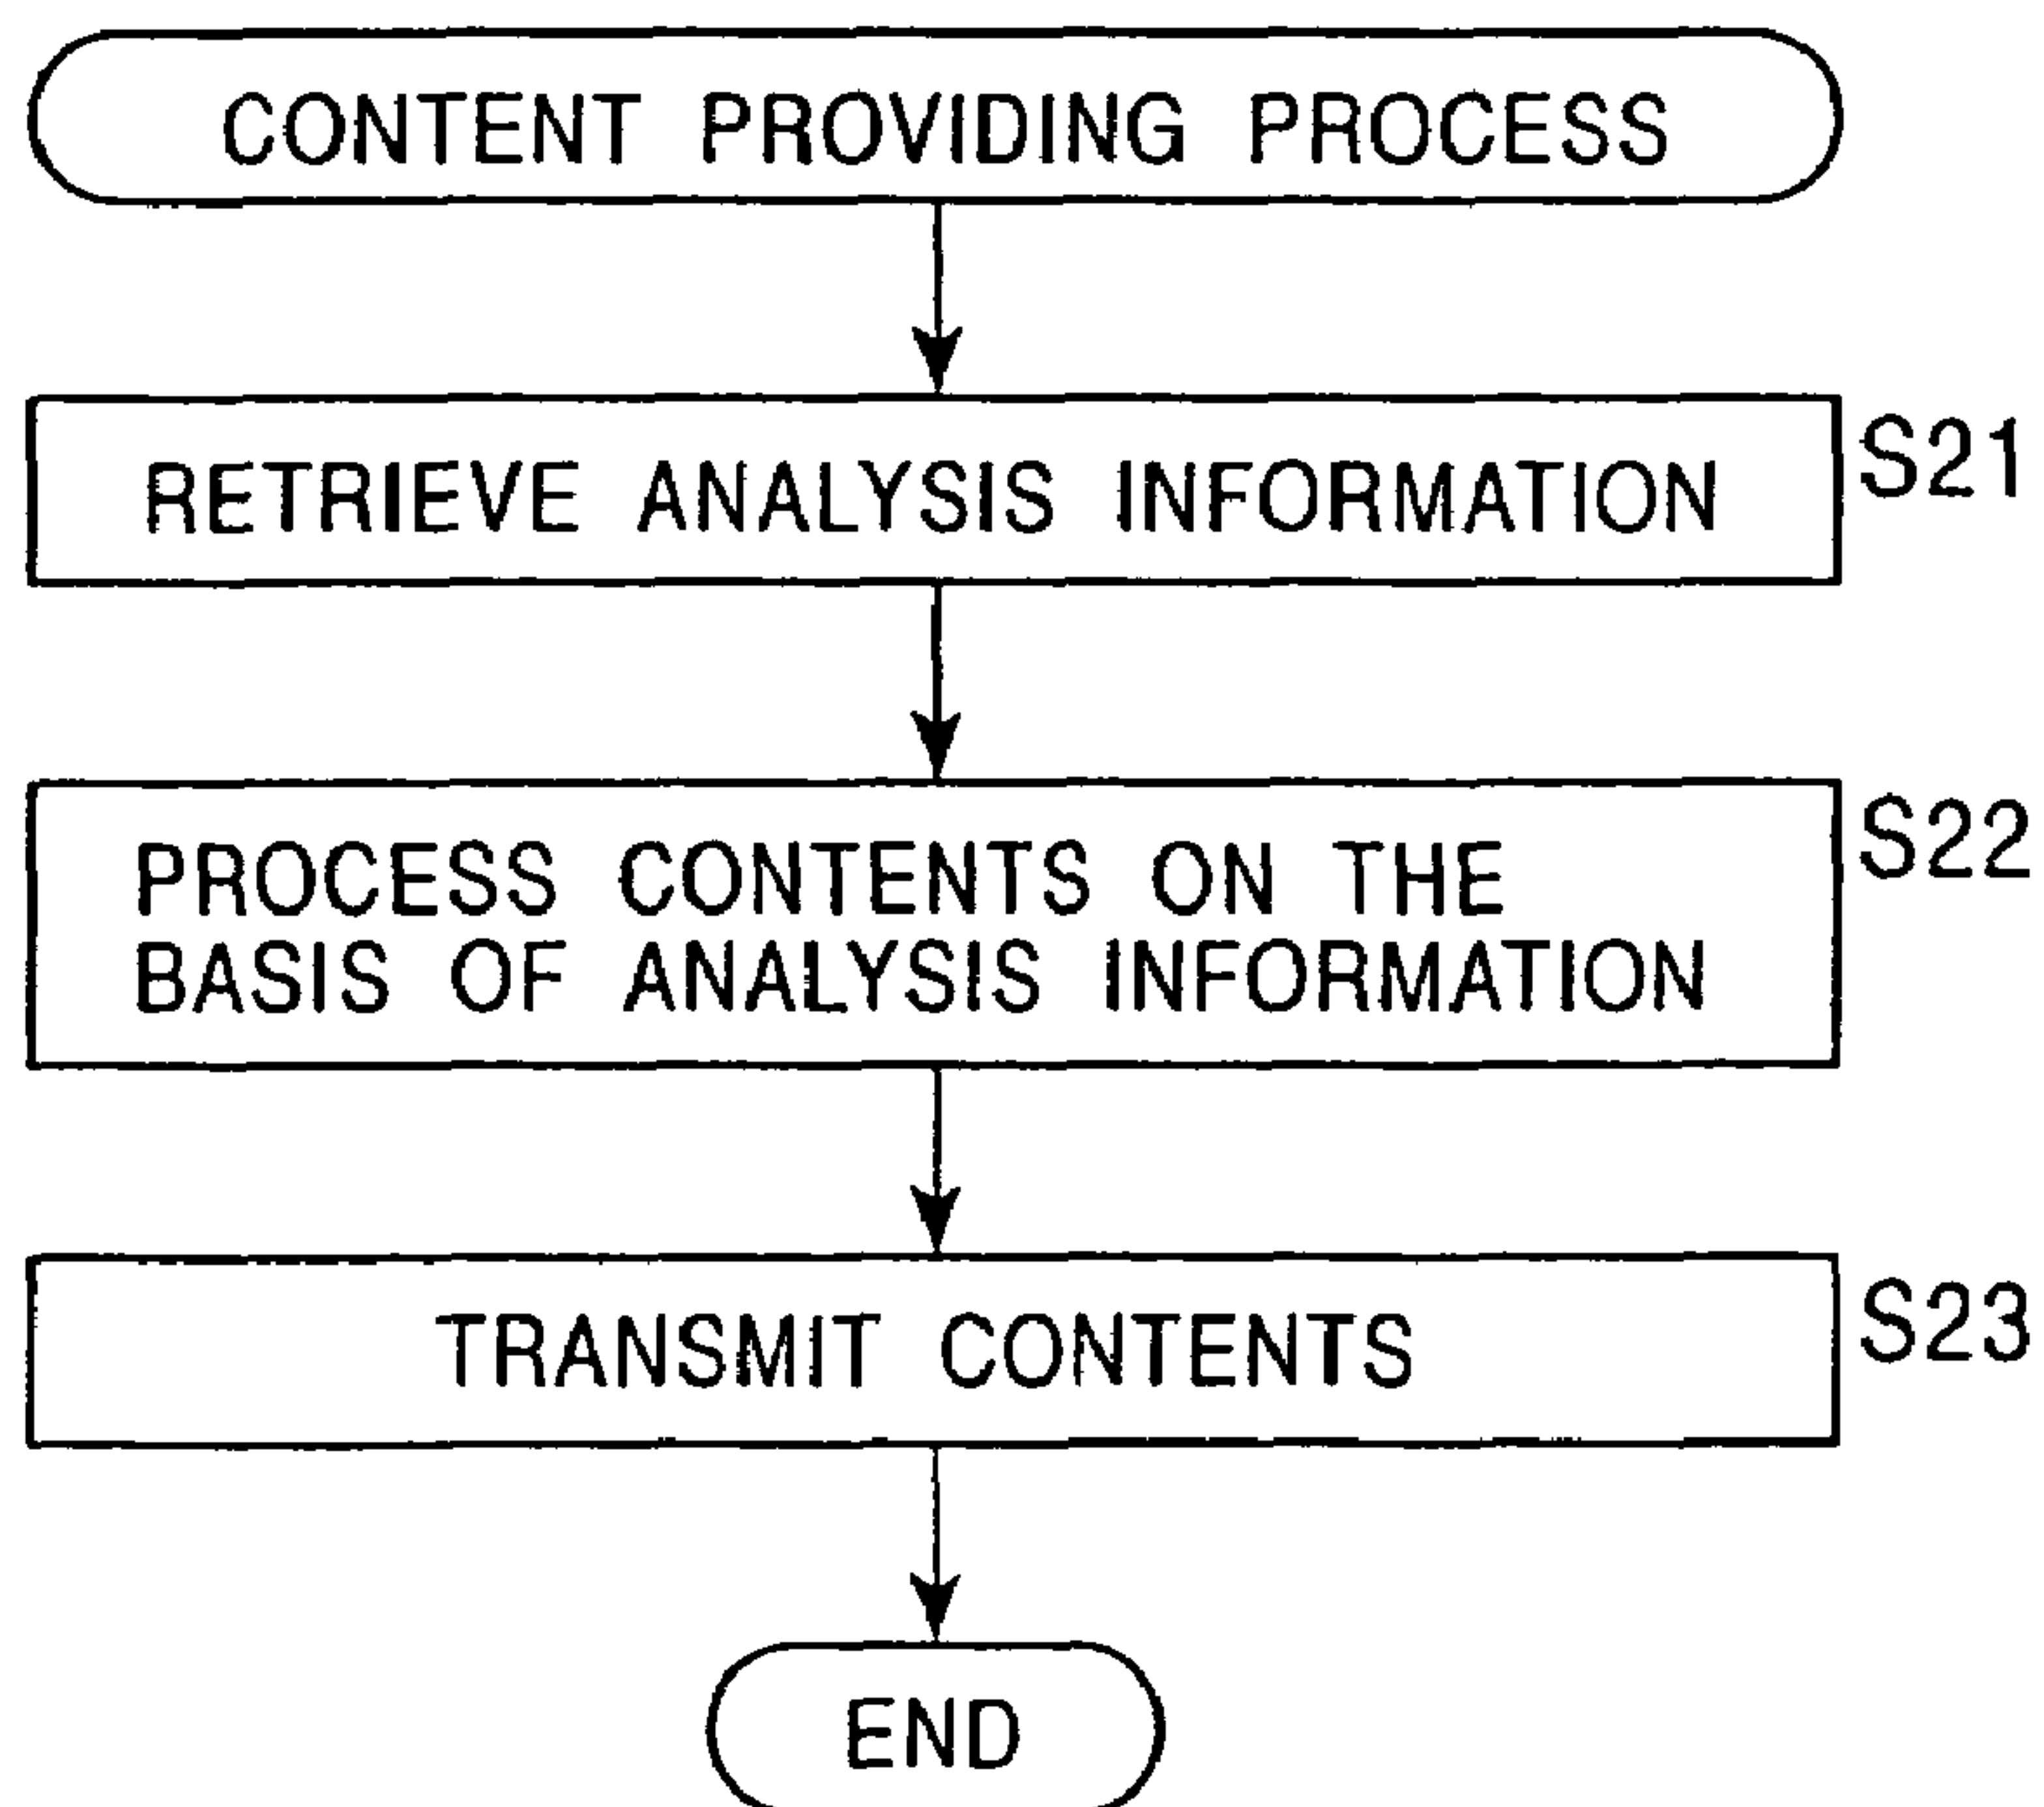 CONTENT PROVIDING PROCESS
RETRIEVE ANALYSIS INFORMATION
S21
PROCESS CONTENTS ON THE
BASIS OF ANALYSIS INFORMATION
S22
TRANSMIT CONTENTS
S23
END